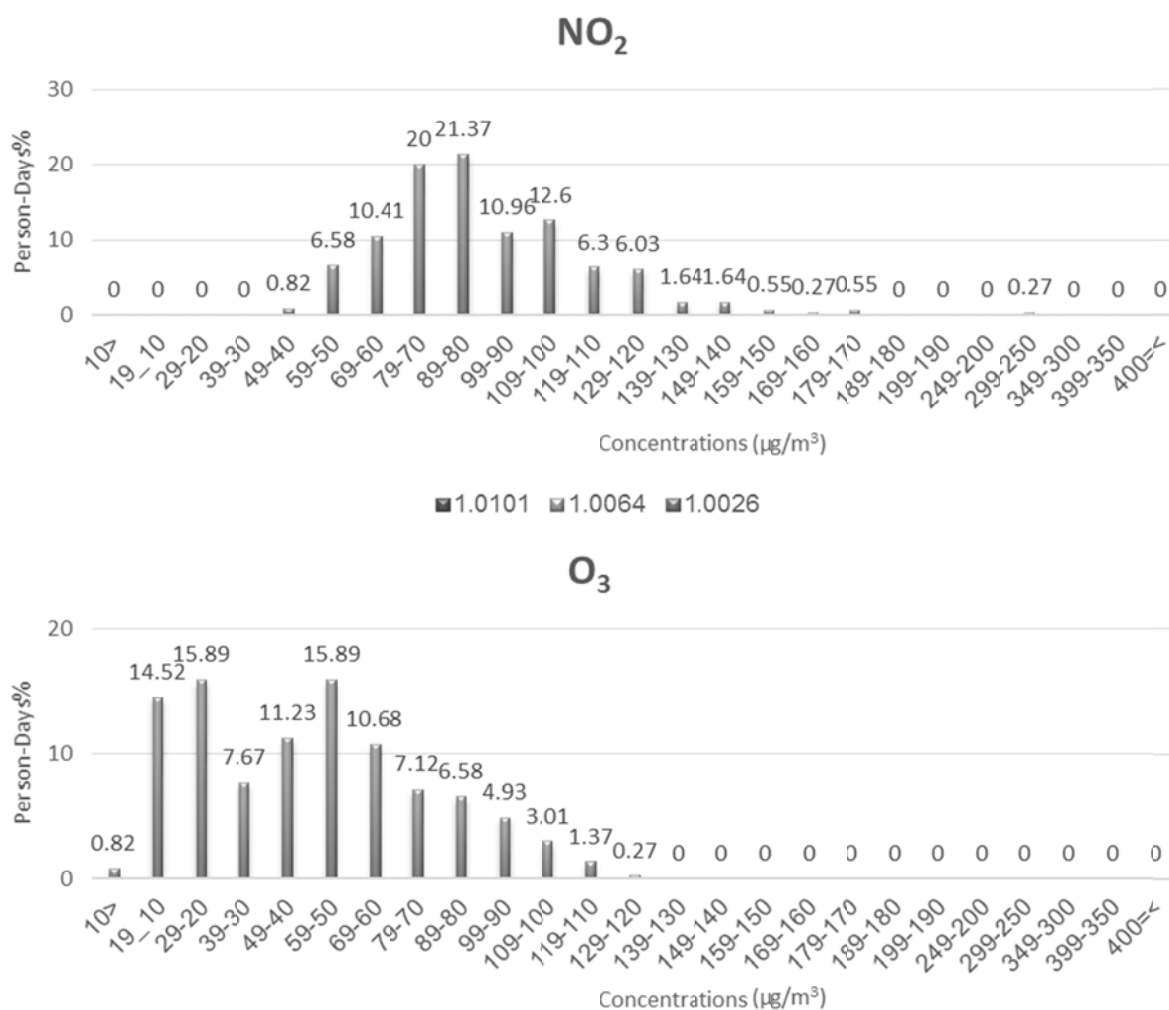 NO₂
Person-Days%
30
20
10
0
0 0 0 0 0.82 6.58 10.41 20 21.37 10.96 12.6 6.3 6.03 1.64 1.64 0.55 0.27 0.55 0 0 0 0.27 0 0 0
10> 19_10 29-20 39-30 49-40 59-50 69-60 79-70 89-80 99-90 109-100 119-110 129-120 139-130 149-140 159-150 169-160 179-170 189-180 199-190 249-200 299-250 349-300 399-350 400=<
Concentrations (µg/m³)
1.0101 1.0064 1.0026
O₃
Person-Days%
20
10
0
0.82 14.52 15.89 7.67 11.23 15.89 10.68 7.12 6.58 4.93 3.01 1.37 0.27 0 0 0 0 0 0 0 0 0 0 0 0
10> 19_10 29-20 39-30 49-40 59-50 69-60 79-70 89-80 99-90 109-100 119-110 129-120 139-130 149-140 159-150 169-160 179-170 189-180 199-190 249-200 299-250 349-300 399-350 400=<
Concentrations (µg/m³)